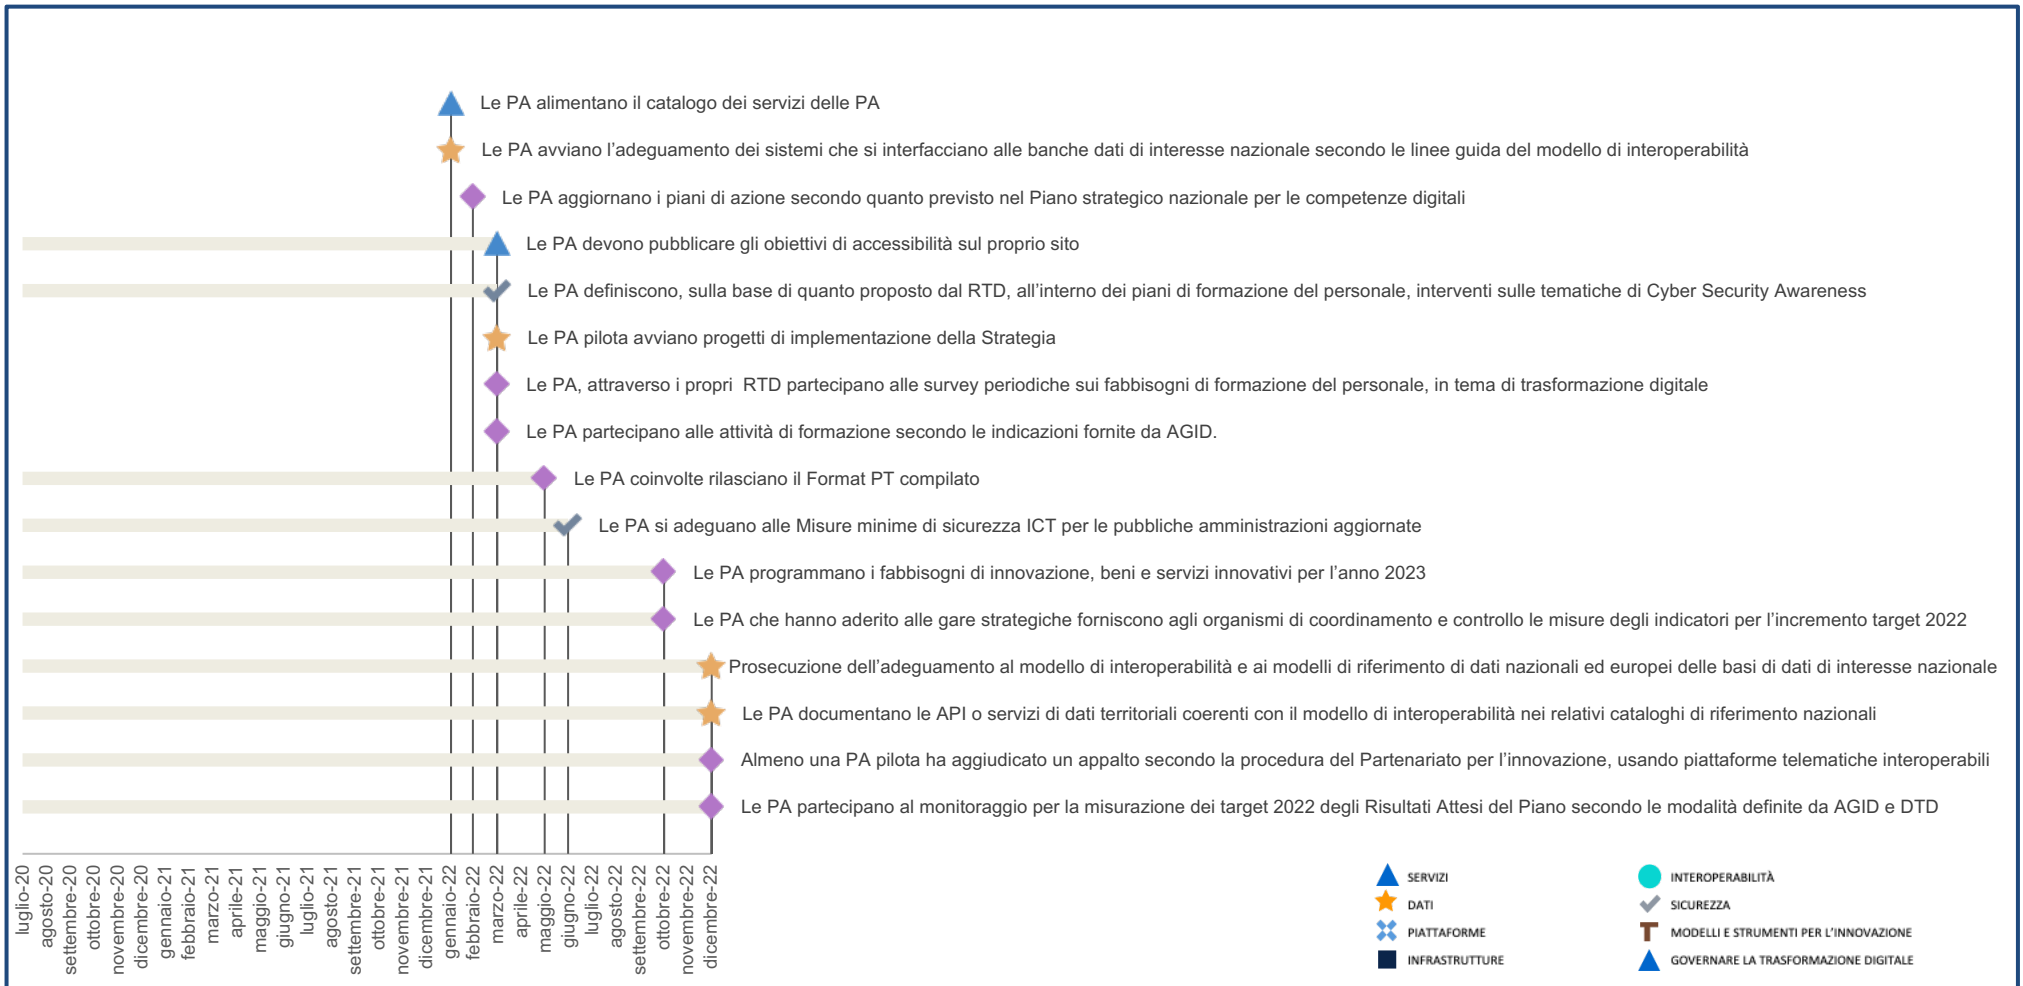 Le PA alimentano il catalogo dei servizi delle PA
Le PA avviano l’adeguamento dei sistemi che si interfacciano alle banche dati di interesse nazionale secondo le linee guida del modello di interoperabilità
Le PA aggiornano i piani di azione secondo quanto previsto nel Piano strategico nazionale per le competenze digitali
Le PA devono pubblicare gli obiettivi di accessibilità sul proprio sito
Le PA definiscono, sulla base di quanto proposto dal RTD, all’interno dei piani di formazione del personale, interventi sulle tematiche di Cyber Security Awareness
Le PA pilota avviano progetti di implementazione della Strategia
Le PA, attraverso i propri RTD partecipano alle survey periodiche sui fabbisogni di formazione del personale, in tema di trasformazione digitale
Le PA partecipano alle attività di formazione secondo le indicazioni fornite da AGID.
Le PA coinvolte rilasciano il Format PT compilato
Le PA si adeguano alle Misure minime di sicurezza ICT per le pubbliche amministrazioni aggiornate
Le PA programmano i fabbisogni di innovazione, beni e servizi innovativi per l’anno 2023
Le PA che hanno aderito alle gare strategiche forniscono agli organismi di coordinamento e controllo le misure degli indicatori per l’incremento target 2022
Prosecuzione dell’adeguamento al modello di interoperabilità e ai modelli di riferimento di dati nazionali ed europei delle basi di dati di interesse nazionale
Le PA documentano le API o servizi di dati territoriali coerenti con il modello di interoperabilità nei relativi cataloghi di riferimento nazionali
Almeno una PA pilota ha aggiudicato un appalto secondo la procedura del Partenariato per l’innovazione, usando piattaforme telematiche interoperabili
Le PA partecipano al monitoraggio per la misurazione dei target 2022 degli Risultati Attesi del Piano secondo le modalità definite da AGID e DTD
luglio-20
agosto-20
settembre-20
ottobre-20
novembre-20
dicembre-20
gennaio-21
febbraio-21
marzo-21
aprile-21
maggio-21
giugno-21
luglio-21
agosto-21
settembre-21
ottobre-21
novembre-21
dicembre-21
gennaio-22
febbraio-22
marzo-22
aprile-22
maggio-22
giugno-22
luglio-22
agosto-22
settembre-22
ottobre-22
novembre-22
dicembre-22
SERVIZI
DATI
PIATTAFORME
INFRASTRUTTURE
INTEROPERABILITÀ
SICUREZZA
MODELLI E STRUMENTI PER L’INNOVAZIONE
GOVERNARE LA TRASFORMAZIONE DIGITALE